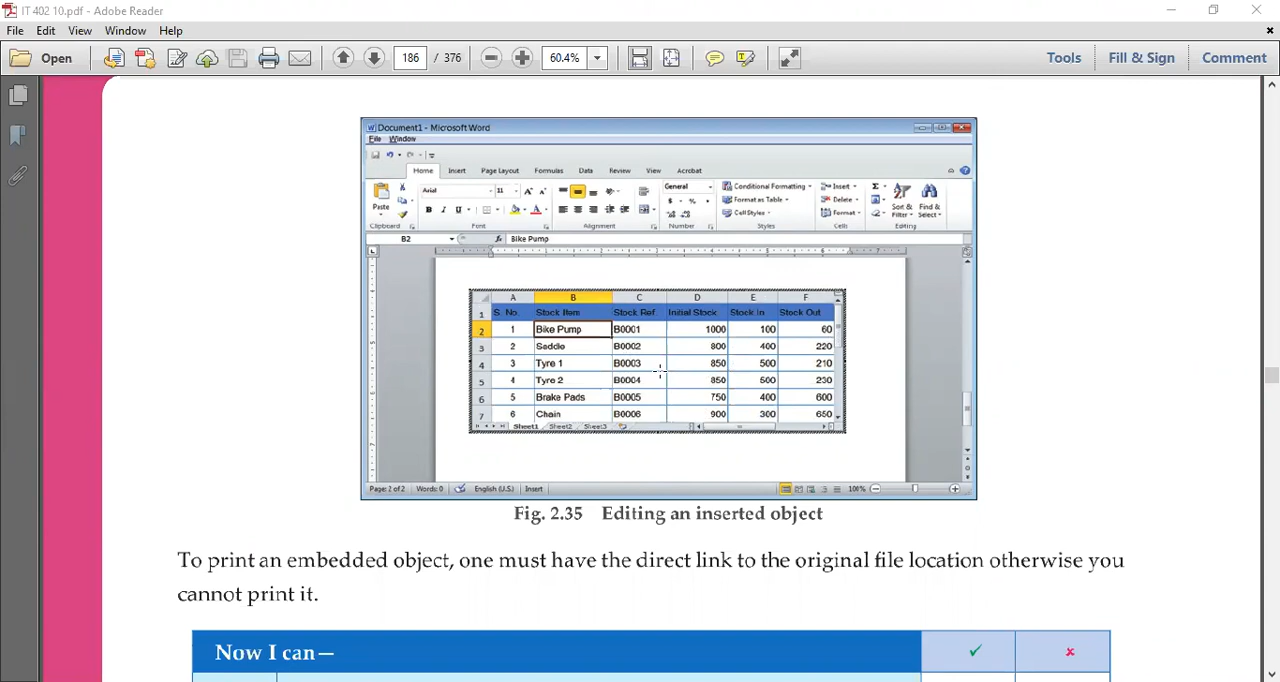 IT 402 10.pdf - Adobe Reader
File Edit View Window Help
Open 186 / 376 60.4% Tools Fill & Sign Comment
Document1 - Microsoft Word
File Window
Home Insert Page Layout Formulas Data Review View Acrobat
Paste Arial 11 General Conditional Formatting Insert Σ
Format as Table Delete Sort & Find &
B I U $ % , Cell Styles Format Filter Select
Clipboard Font Alignment Number Styles Cells Editing
B2 fx Bike Pump
A B C D E F
1 S. No. Stock Item Stock Ref. Initial Stock Stock In Stock Out
2 1 Bike Pump B0001 1000 100 60
3 2 Saddle B0002 800 400 220
4 3 Tyre 1 B0003 850 500 210
5 4 Tyre 2 B0004 850 500 230
6 5 Brake Pads B0005 750 400 600
7 6 Chain B0006 900 300 650
Sheet1 Sheet2 Sheet3
Page: 2 of 2 Words: 0 English (U.S.) Insert 100%
Fig. 2.35 Editing an inserted object
To print an embedded object, one must have the direct link to the original file location otherwise you
cannot print it.
Now I can— ✓ ✗